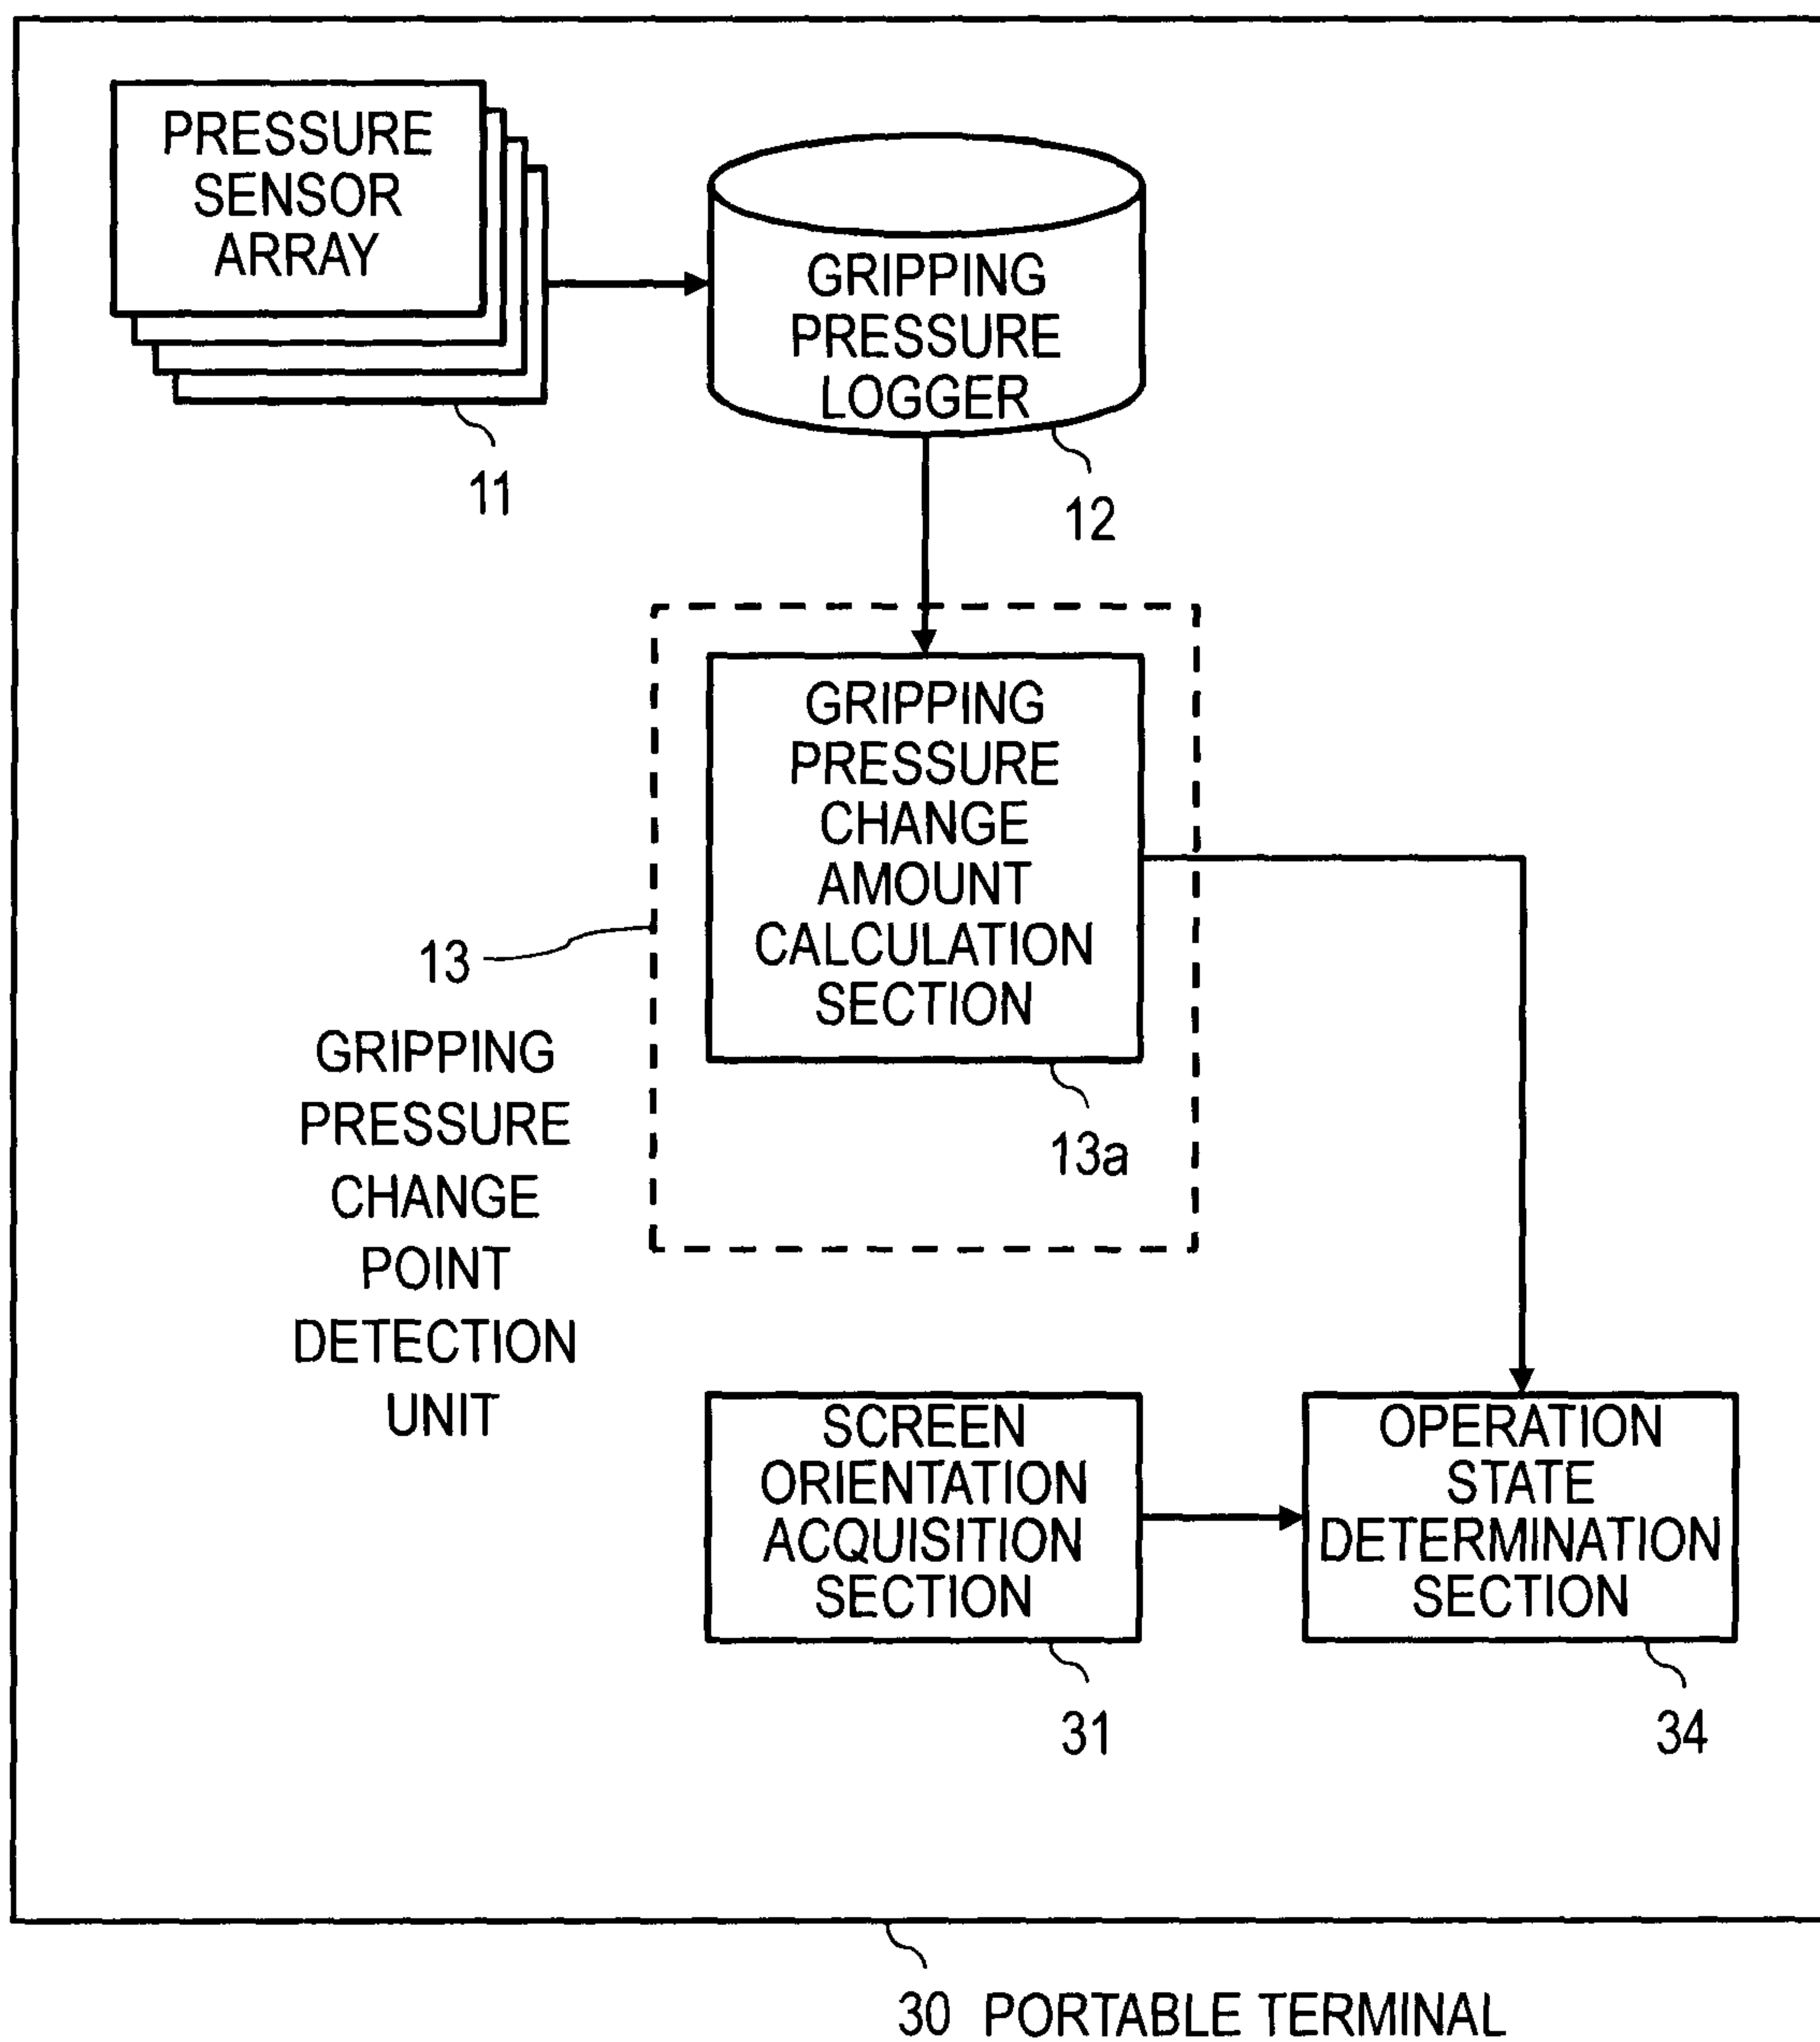 PRESSURE
SENSOR
ARRAY
11
GRIPPING
PRESSURE
LOGGER
12
GRIPPING
PRESSURE
CHANGE
AMOUNT
CALCULATION
SECTION
13a
13
GRIPPING
PRESSURE
CHANGE
POINT
DETECTION
UNIT
SCREEN
ORIENTATION
ACQUISITION
SECTION
31
OPERATION
STATE
DETERMINATION
SECTION
34
30 PORTABLE TERMINAL